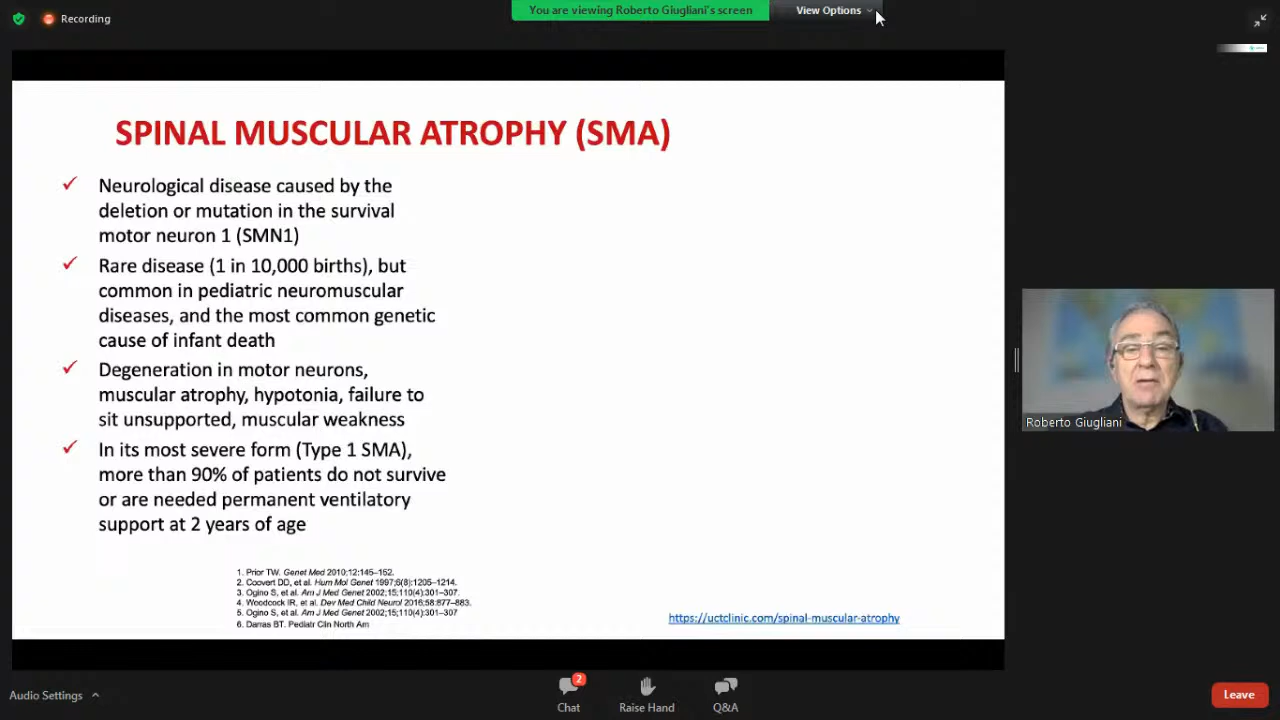 Recording
You are viewing Roberto Giugliani's screen
View Options
SPINAL MUSCULAR ATROPHY (SMA)
Neurological disease caused by the
deletion or mutation in the survival
motor neuron 1 (SMN1)
Rare disease (1 in 10,000 births), but
common in pediatric neuromuscular
diseases, and the most common genetic
cause of infant death
Degeneration in motor neurons,
muscular atrophy, hypotonia, failure to
sit unsupported, muscular weakness
In its most severe form (Type 1 SMA),
more than 90% of patients do not survive
or are needed permanent ventilatory
support at 2 years of age
1. Prior TW. Genet Med 2010;12:145–152.
2. Coovert DD, et al. Hum Mol Genet 1997;6(8):1205–1214.
3. Ogino S, et al. Am J Med Genet 2002;15;110(4):301–307.
4. Woodcock IR, et al. Dev Med Child Neurol 2016;58:877–883.
5. Ogino S, et al. Am J Med Genet 2002;15;110(4):301–307
6. Darras BT. Pediatr Clin North Am
https://uctclinic.com/spinal-muscular-atrophy
Roberto Giugliani
Audio Settings
2
Chat
Raise Hand
Q&A
Leave